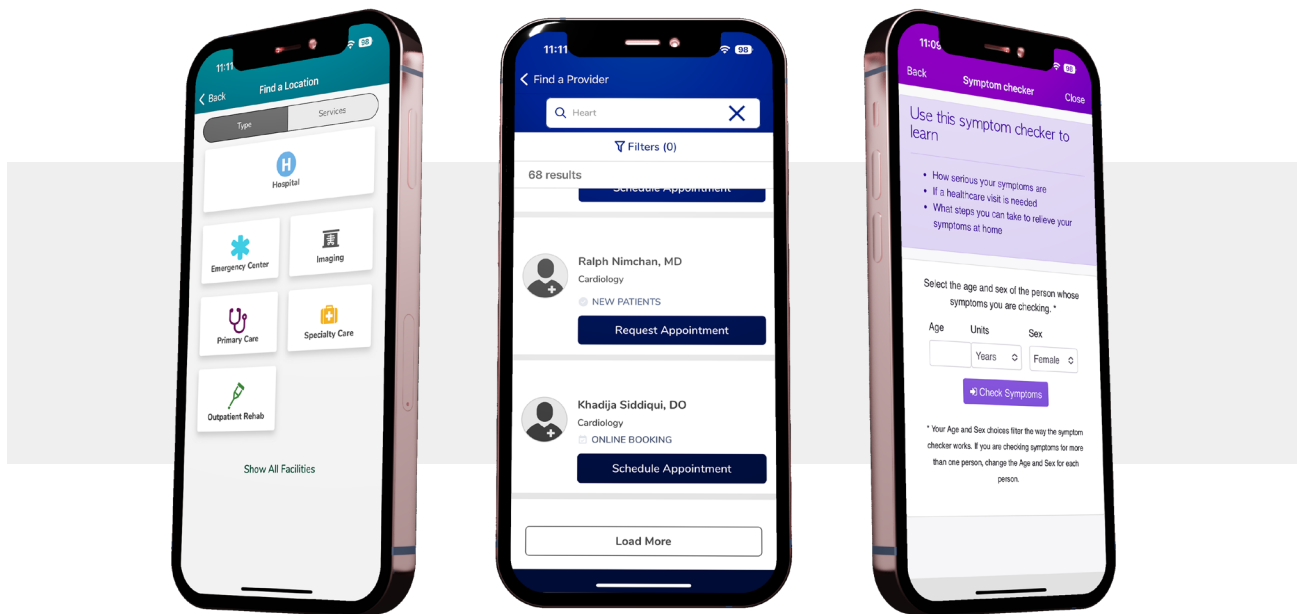 11:11
98
Back
Find a Location
Type
Services
H
Hospital
Emergency Center
Imaging
Primary Care
Specialty Care
Outpatient Rehab
Show All Facilities
11:11
98
Find a Provider
Heart
Filters (0)
68 results
Schedule Appointment
Ralph Nimchan, MD
Cardiology
NEW PATIENTS
Request Appointment
Khadija Siddiqui, DO
Cardiology
ONLINE BOOKING
Schedule Appointment
Load More
11:09
98
Back
Symptom checker
Close
Use this symptom checker to
learn
• How serious your symptoms are
• If a healthcare visit is needed
• What steps you can take to relieve your
symptoms at home
Select the age and sex of the person whose
symptoms you are checking. *
Age
Units
Sex
Years
Female
Check Symptoms
* Your Age and Sex choices filter the way the symptom
checker works. If you are checking symptoms for more
than one person, change the Age and Sex for each
person.